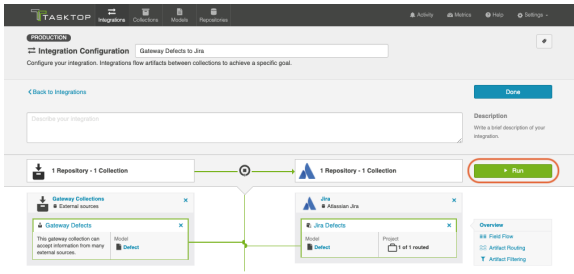 TASKTOP
Integrations
Collections
Models
Repositories
Activity
Metrics
Help
Settings
PRODUCTION
Integration Configuration
Gateway Defects to Jira
Configure your integration. Integrations flow artifacts between collections to achieve a specific goal.
Back to Integrations
Done
Describe your integration
Description
Write a brief description of your
integration.
1 Repository - 1 Collection
1 Repository - 1 Collection
Run
Gateway Collections
External sources
Jira
Atlassian Jira
Gateway Defects
This gateway collection can
accept information from many
external sources.
Model
Defect
Jira Defects
Model
Defect
Project
1 of 1 routed
Overview
Field Flow
Artifact Routing
Artifact Filtering